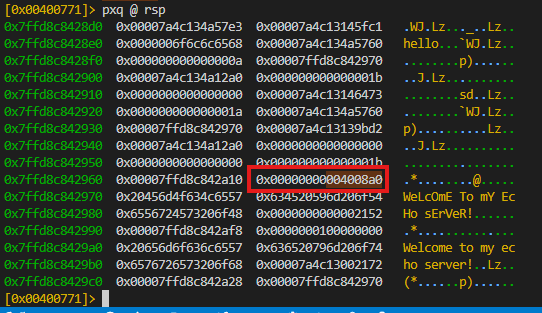 [0x00400771]> pxq @ rsp
0x7ffd8c8428d0  0x00007a4c134a57e3  0x00007a4c13145fc1   .WJ.Lz..._..Lz..
0x7ffd8c8428e0  0x0000006f6c6c6568  0x00007a4c134a5760   hello...`WJ.Lz..
0x7ffd8c8428f0  0x000000000000000a  0x00007ffd8c842970   ........p)......
0x7ffd8c842900  0x00007a4c134a12a0  0x000000000000001b   ..J.Lz..........
0x7ffd8c842910  0x0000000000000000  0x00007a4c13146473   ........sd..Lz..
0x7ffd8c842920  0x000000000000001a  0x00007a4c134a5760   ........`WJ.Lz..
0x7ffd8c842930  0x00007ffd8c842970  0x00007a4c13139bd2   p)..........Lz..
0x7ffd8c842940  0x00007a4c134a12a0  0x0000000000000000   ..J.Lz..........
0x7ffd8c842950  0x0000000000000000  0x000000000000001b   ................
0x7ffd8c842960  0x00007ffd8c842a10  0x00000000004008a0   .*........@.....
0x7ffd8c842970  0x20456d4f634c6557  0x634520596d206f54   WeLcOmE To mY Ec
0x7ffd8c842980  0x6556724573206f48  0x0000000000002152   Ho sErVeR!......
0x7ffd8c842990  0x00007ffd8c842af8  0x0000000100000000   .*..............
0x7ffd8c8429a0  0x20656d6f636c6557  0x636520796d206f74   Welcome to my ec
0x7ffd8c8429b0  0x6576726573206f68  0x00007a4c13002172   ho server!..Lz..
0x7ffd8c8429c0  0x00007ffd8c842a28  0x00007ffd8c842970   (*......p)......
[0x00400771]>